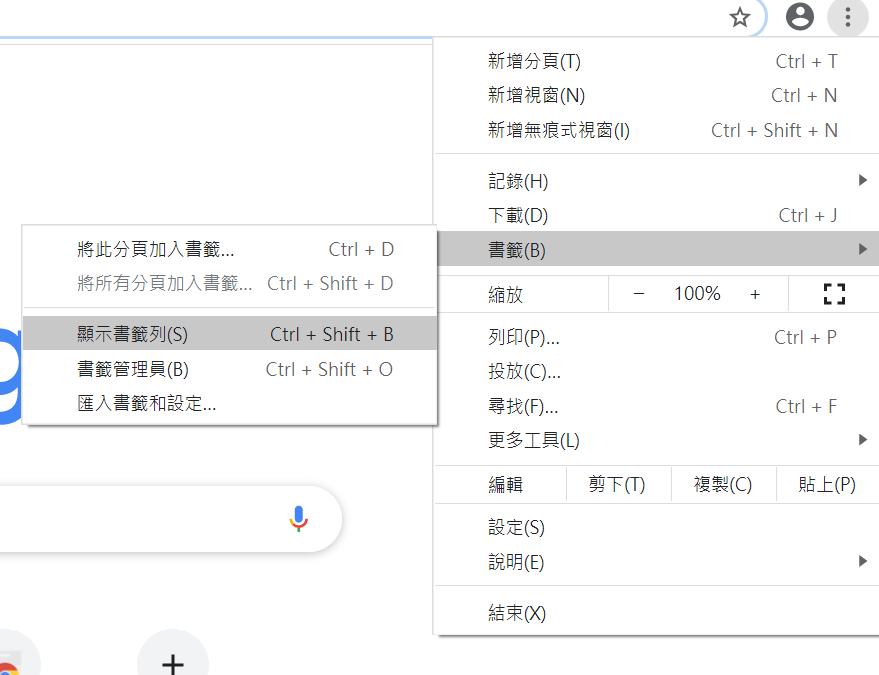 新增分頁(T) Ctrl + T
新增視窗(N) Ctrl + N
新增無痕式視窗(I) Ctrl + Shift + N
記錄(H)
下載(D) Ctrl + J
書籤(B)
將此分頁加入書籤... Ctrl + D
將所有分頁加入書籤... Ctrl + Shift + D
顯示書籤列(S) Ctrl + Shift + B
書籤管理員(B) Ctrl + Shift + O
匯入書籤和設定...
縮放 − 100% +
列印(P)... Ctrl + P
投放(C)...
尋找(F)... Ctrl + F
更多工具(L)
編輯 剪下(T) 複製(C) 貼上(P)
設定(S)
說明(E)
結束(X)
g